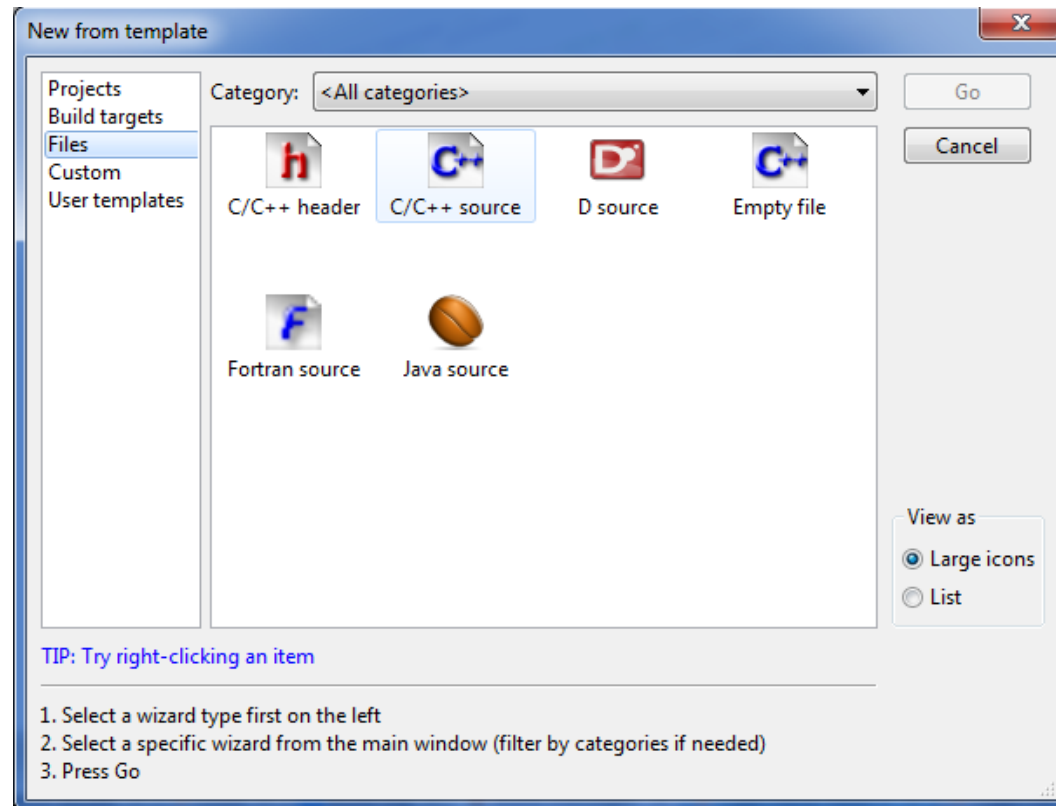 New from template
Projects
Build targets
Files
Custom
User templates
Category: <All categories>
Go
Cancel
h C++ D C++
C/C++ header C/C++ source D source Empty file
F
Fortran source Java source
View as
Large icons
List
TIP: Try right-clicking an item
1. Select a wizard type first on the left
2. Select a specific wizard from the main window (filter by categories if needed)
3. Press Go